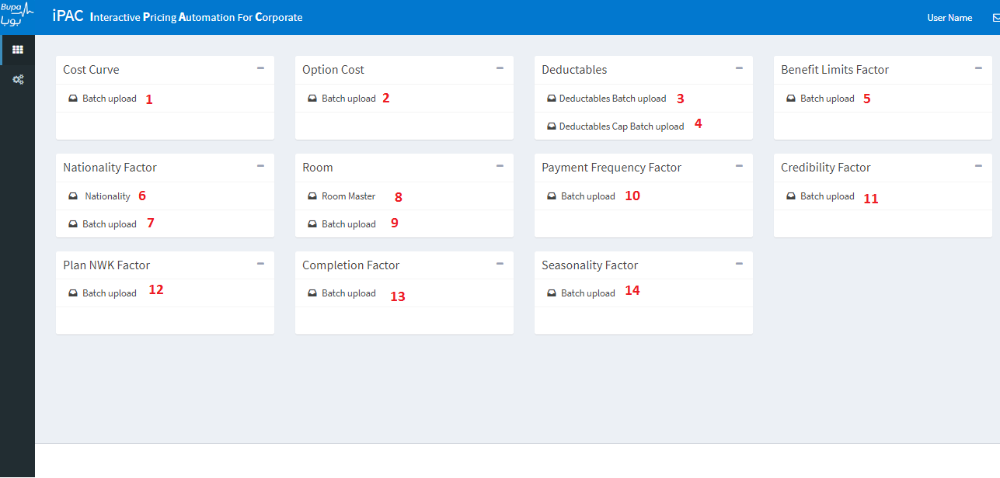 Bupa
بوبا
iPAC Interactive Pricing Automation For Corporate
User Name
Cost Curve
Batch upload 1
Option Cost
Batch upload 2
Deductables
Deductables Batch upload 3
Deductables Cap Batch upload 4
Benefit Limits Factor
Batch upload 5
Nationality Factor
Nationality 6
Batch upload 7
Room
Room Master 8
Batch upload 9
Payment Frequency Factor
Batch upload 10
Credibility Factor
Batch upload 11
Plan NWK Factor
Batch upload 12
Completion Factor
Batch upload 13
Seasonality Factor
Batch upload 14